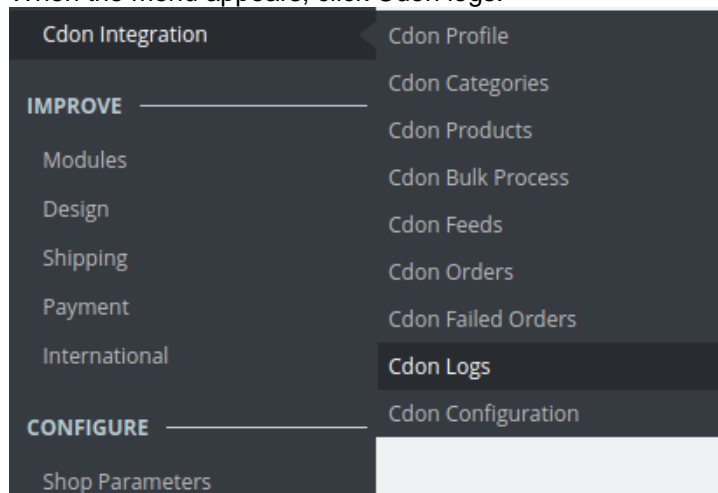 When the menu appears, click Cdon logs.
Cdon Integration
IMPROVE
Modules
Design
Shipping
Payment
International
CONFIGURE
Shop Parameters
Cdon Profile
Cdon Categories
Cdon Products
Cdon Bulk Process
Cdon Feeds
Cdon Orders
Cdon Failed Orders
Cdon Logs
Cdon Configuration